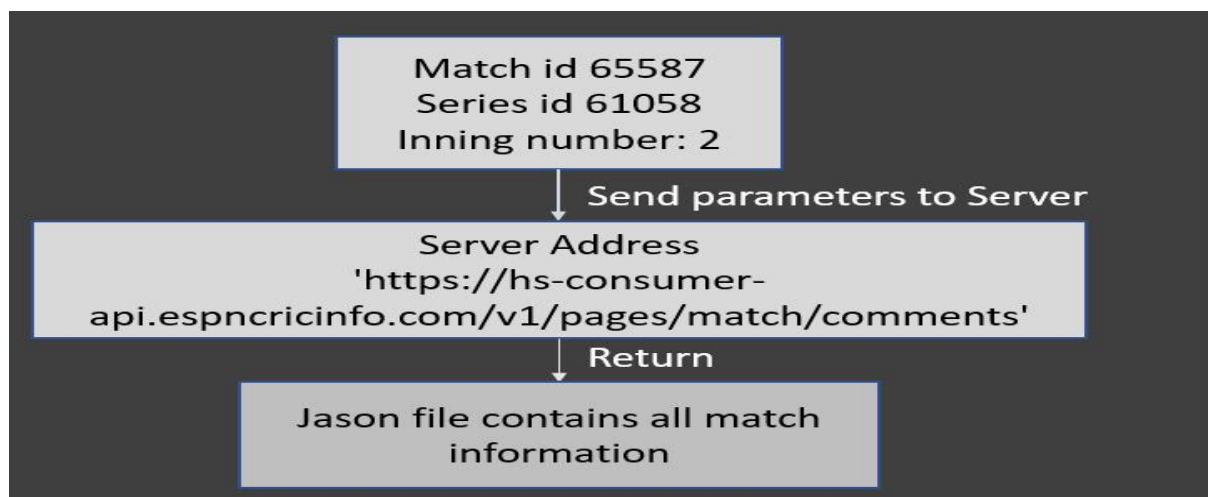 Match id 65587
Series id 61058
Inning number: 2
Send parameters to Server
Server Address
'https://hs-consumer-
api.espncricinfo.com/v1/pages/match/comments'
Return
Jason file contains all match
information